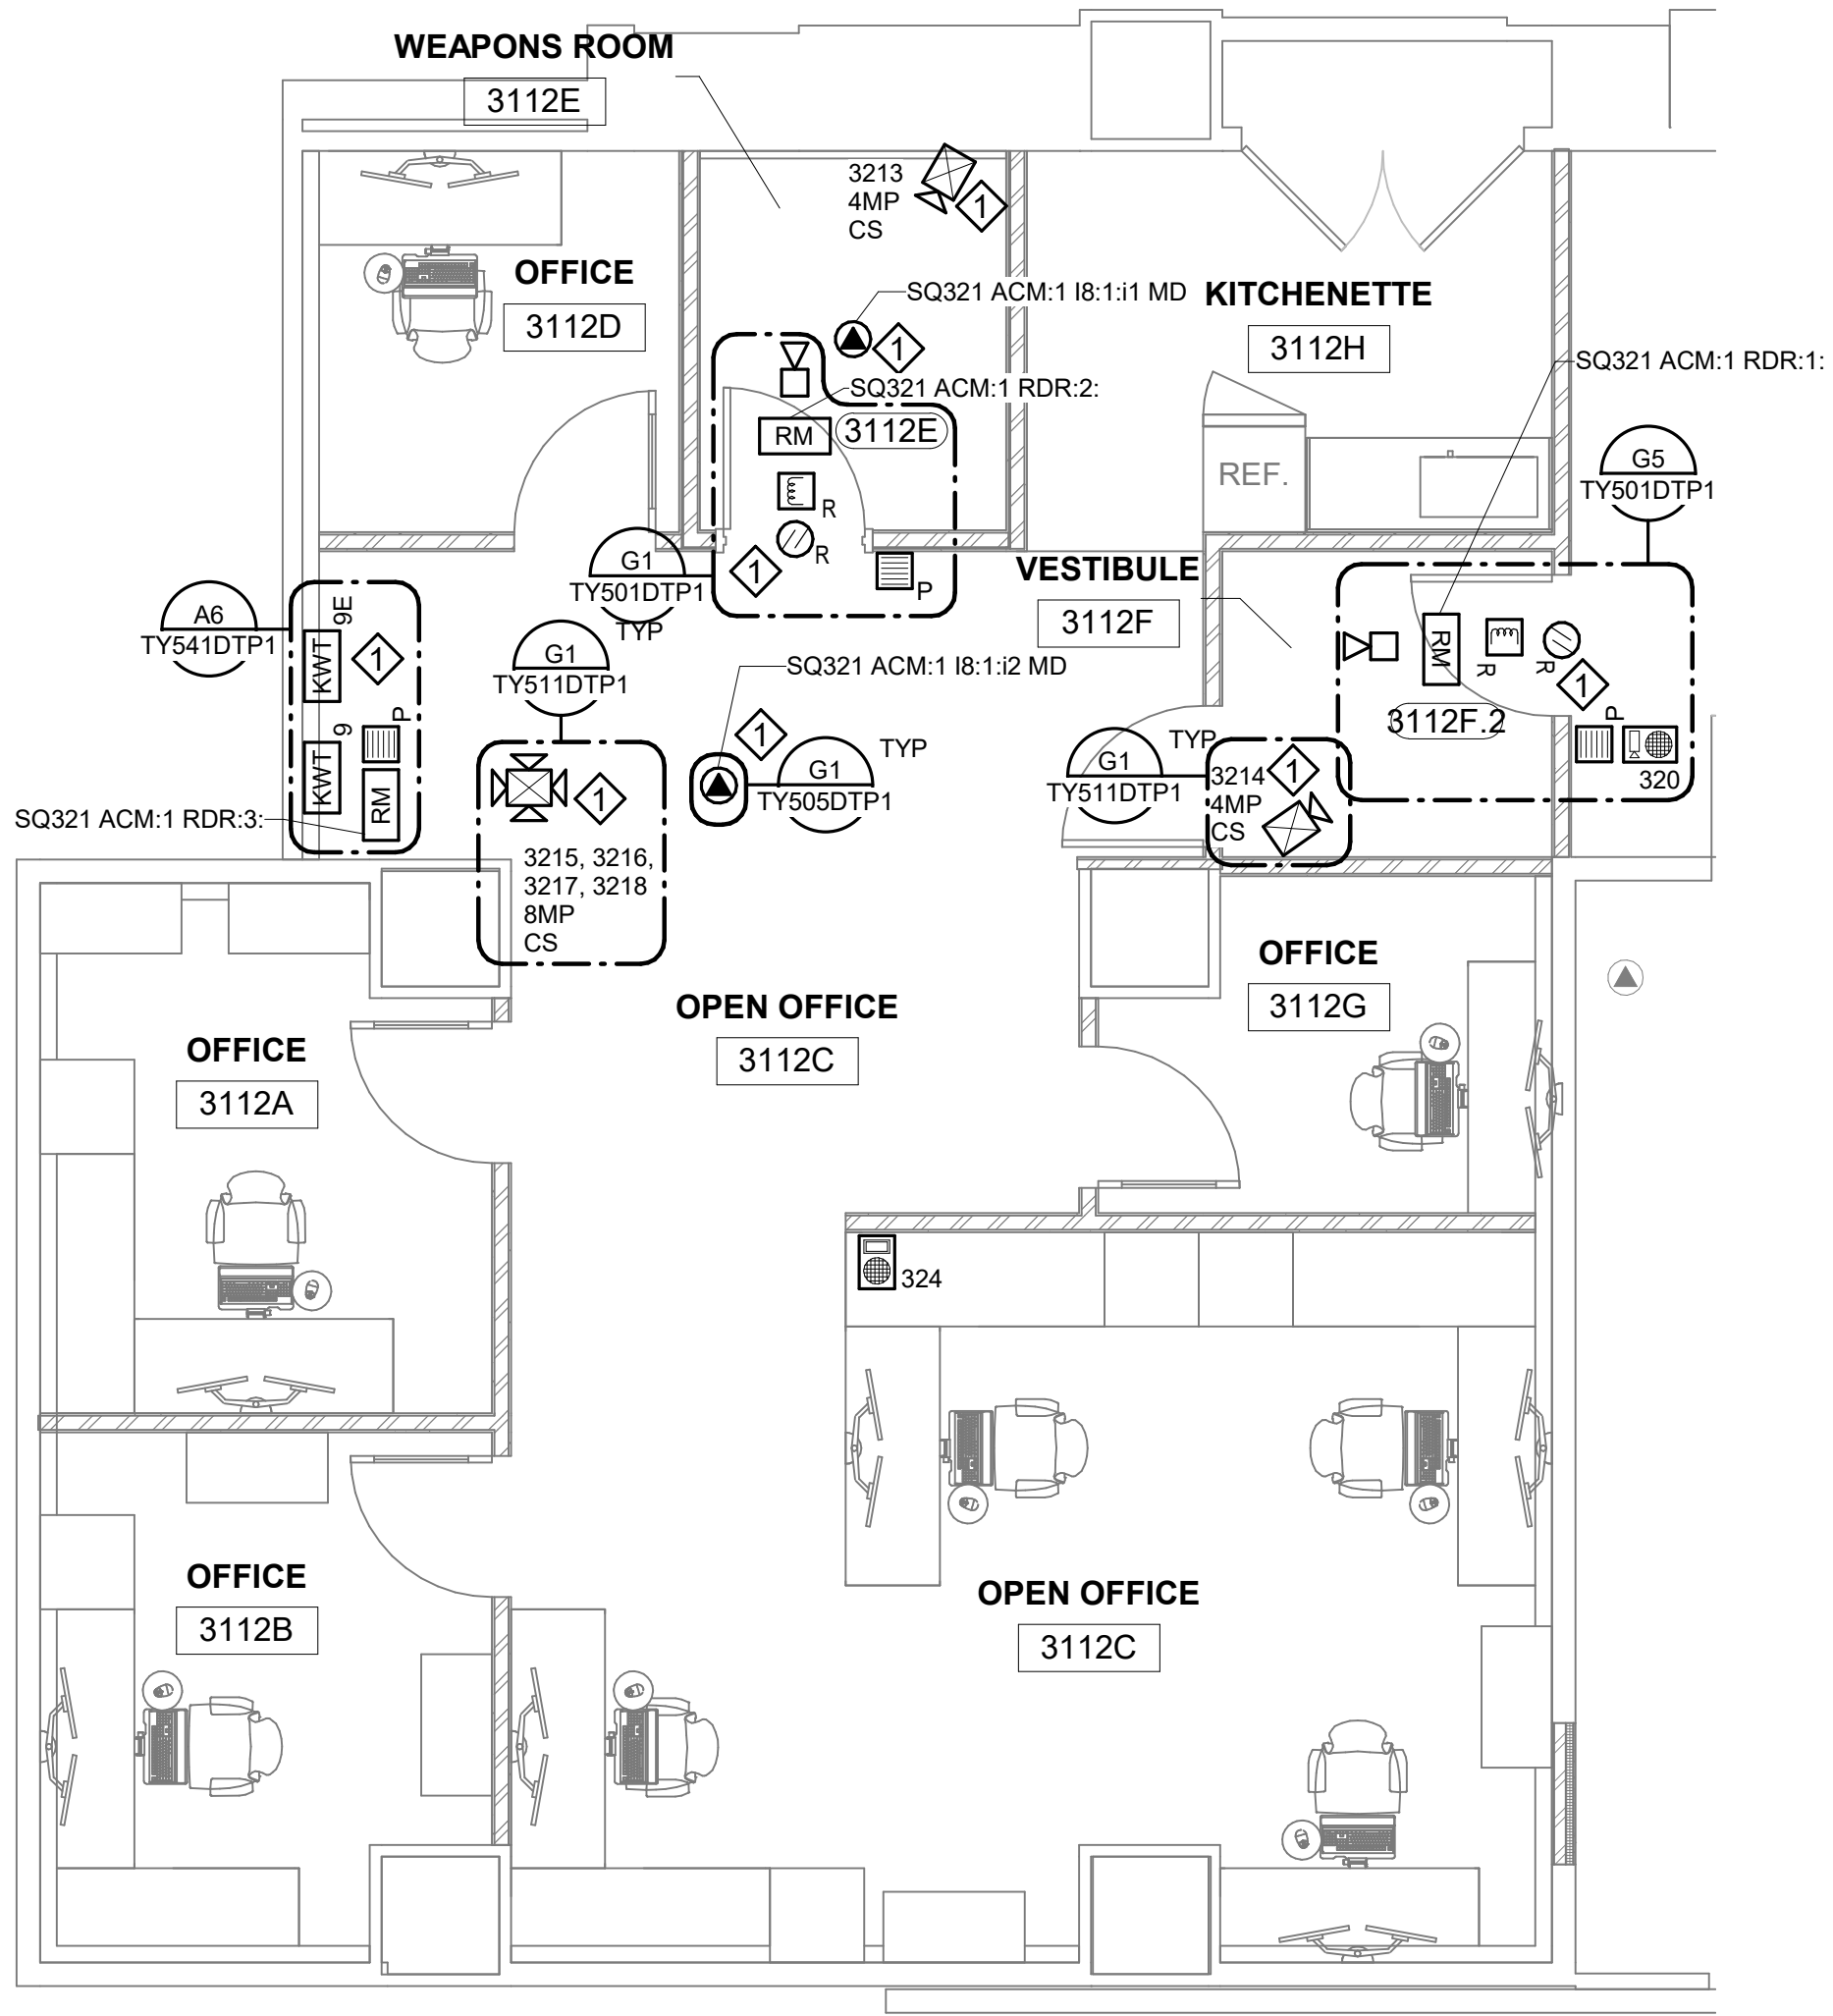 WEAPONS ROOM
3112E
3213
4MP
CS
1
OFFICE
3112D
SQ321 ACM:1 I8:1:i1 MD
1
KITCHENETTE
3112H
SQ321 ACM:1 RDR:1:
SQ321 ACM:1 RDR:2:
RM
3112E
R
R
1
P
REF.
G5
TY501DTP1
G1
TY501DTP1
TYP
VESTIBULE
3112F
A6
TY541DTP1
9E
KWT
1
9
KWT
P
RM
SQ321 ACM:1 RDR:3:
G1
TY511DTP1
1
3215, 3216,
3217, 3218
8MP
CS
SQ321 ACM:1 I8:1:i2 MD
1
G1
TY505DTP1
TYP
G1
TY511DTP1
TYP
3214
4MP
CS
1
RM
R
R
1
3112F.2
P
320
OPEN OFFICE
3112C
OFFICE
3112G
OFFICE
3112A
324
OFFICE
3112B
OPEN OFFICE
3112C